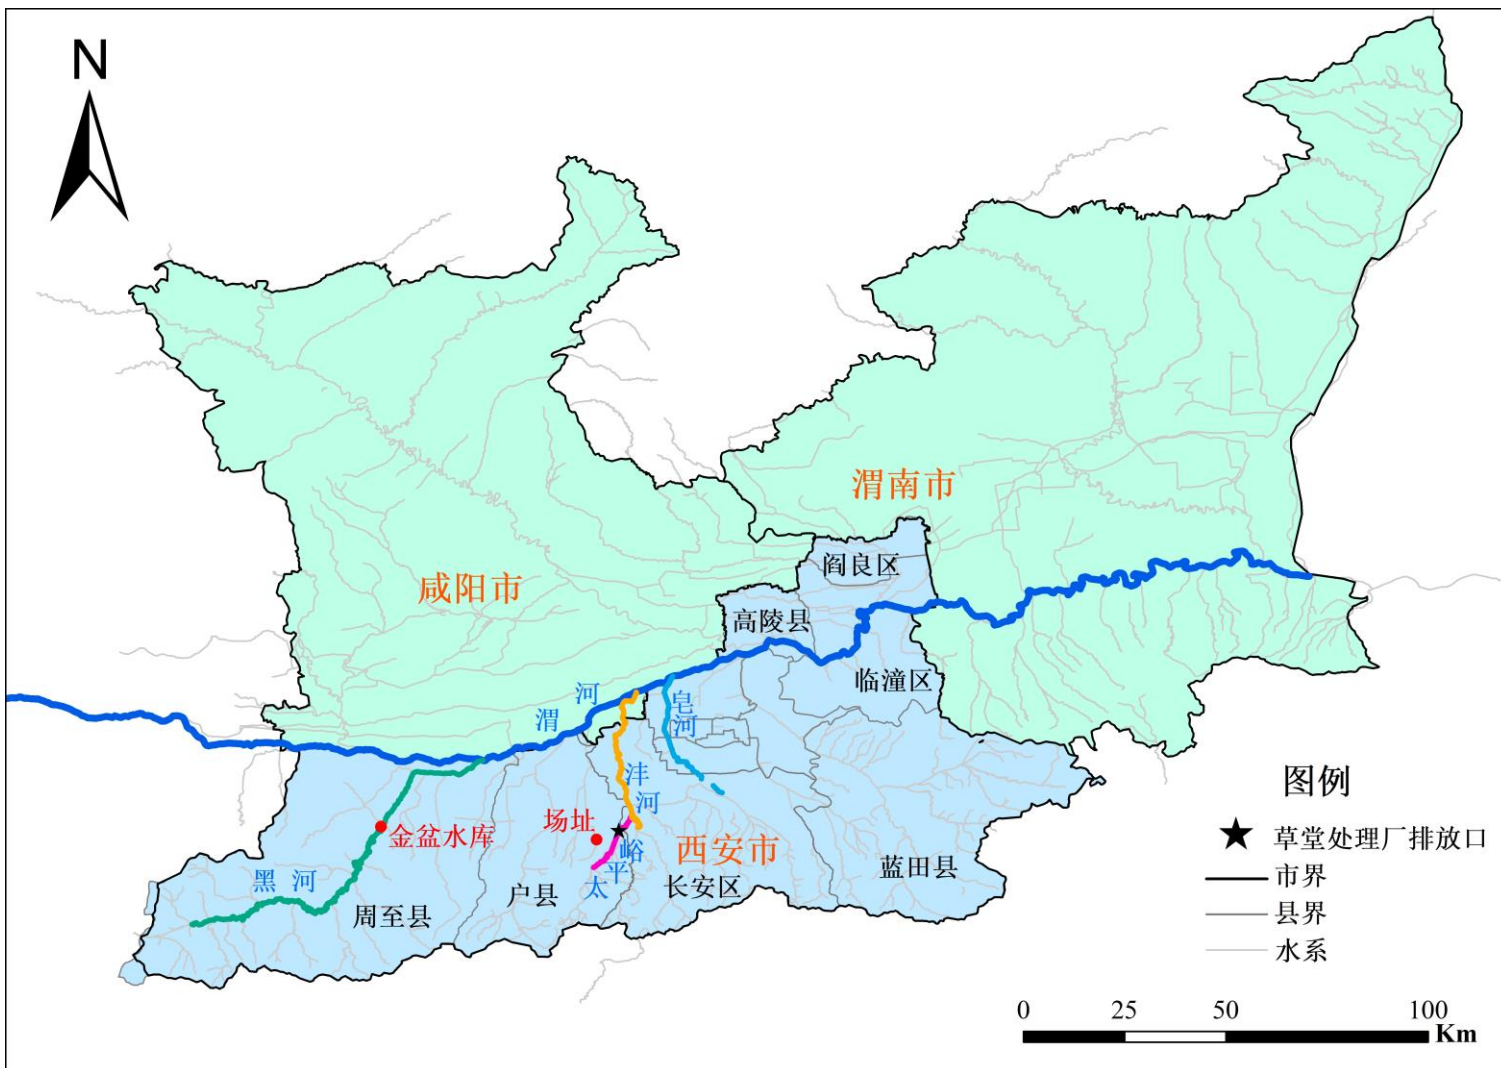 N
渭南市
阎良区
咸阳市
高陵县
临潼区
渭河
皂河
沣河
图例
草堂处理厂排放口
市界
县界
水系
金盆水库
场址
西安市
太平峪
蓝田县
黑河
周至县
户县
长安区
0 25 50 100
Km